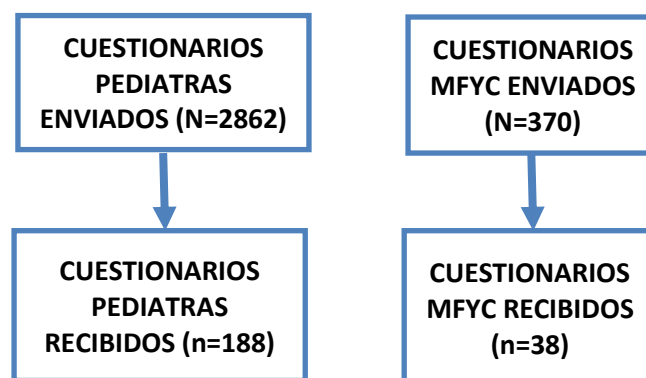 CUESTIONARIOS
PEDIATRAS
ENVIADOS (N=2862)
CUESTIONARIOS
MFYC ENVIADOS
(N=370)
CUESTIONARIOS
PEDIATRAS
RECIBIDOS (n=188)
CUESTIONARIOS
MFYC RECIBIDOS
(n=38)